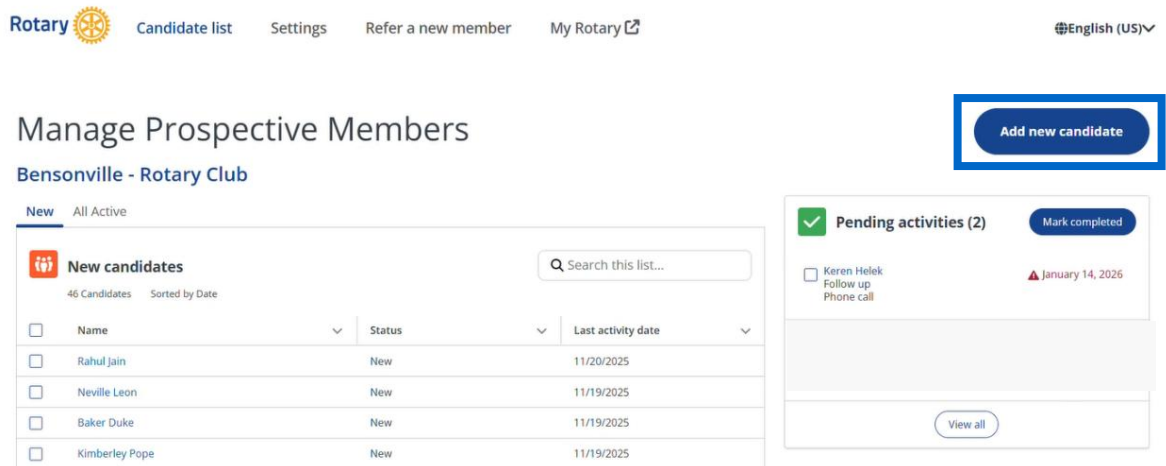 Rotary
Candidate list Settings Refer a new member My Rotary
English (US)
Manage Prospective Members
Add new candidate
Bensonville - Rotary Club
New All Active
New candidates
Search this list...
46 Candidates Sorted by Date
Name Status Last activity date
Rahul Jain New 11/20/2025
Neville Leon New 11/19/2025
Baker Duke New 11/19/2025
Kimberley Pope New 11/19/2025
Pending activities (2)
Mark completed
Keren Helek January 14, 2026
Follow up
Phone call
View all